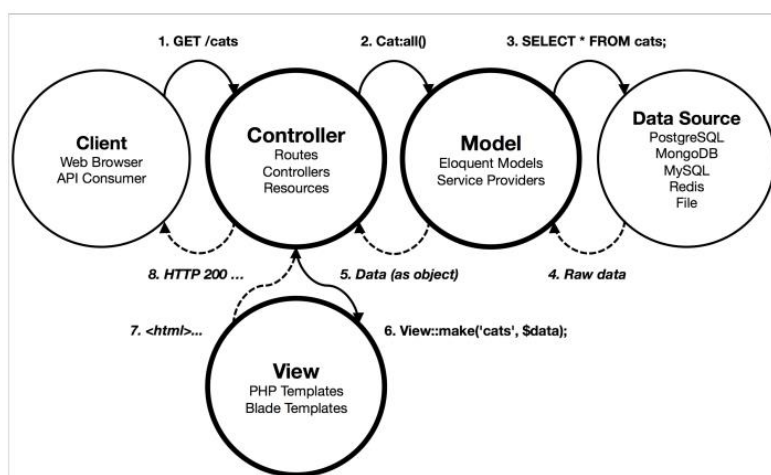 1. GET /cats
2. Cat:all()
3. SELECT * FROM cats;
Client
Web Browser
API Consumer
Controller
Routes
Controllers
Resources
Model
Eloquent Models
Service Providers
Data Source
PostgreSQL
MongoDB
MySQL
Redis
File
8. HTTP 200 ...
5. Data (as object)
4. Raw data
7. <html>...
6. View::make('cats', $data);
View
PHP Templates
Blade Templates